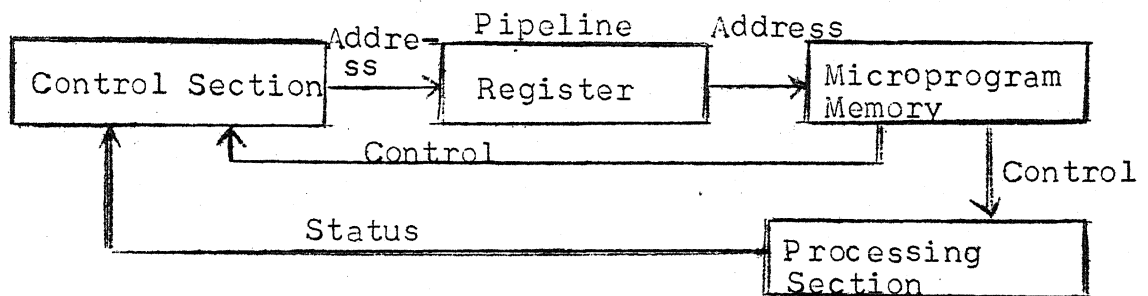 Control Section
Addre-
ss
Pipeline
Register
Address
Microprogram
Memory
Control
Control
Status
Processing
Section